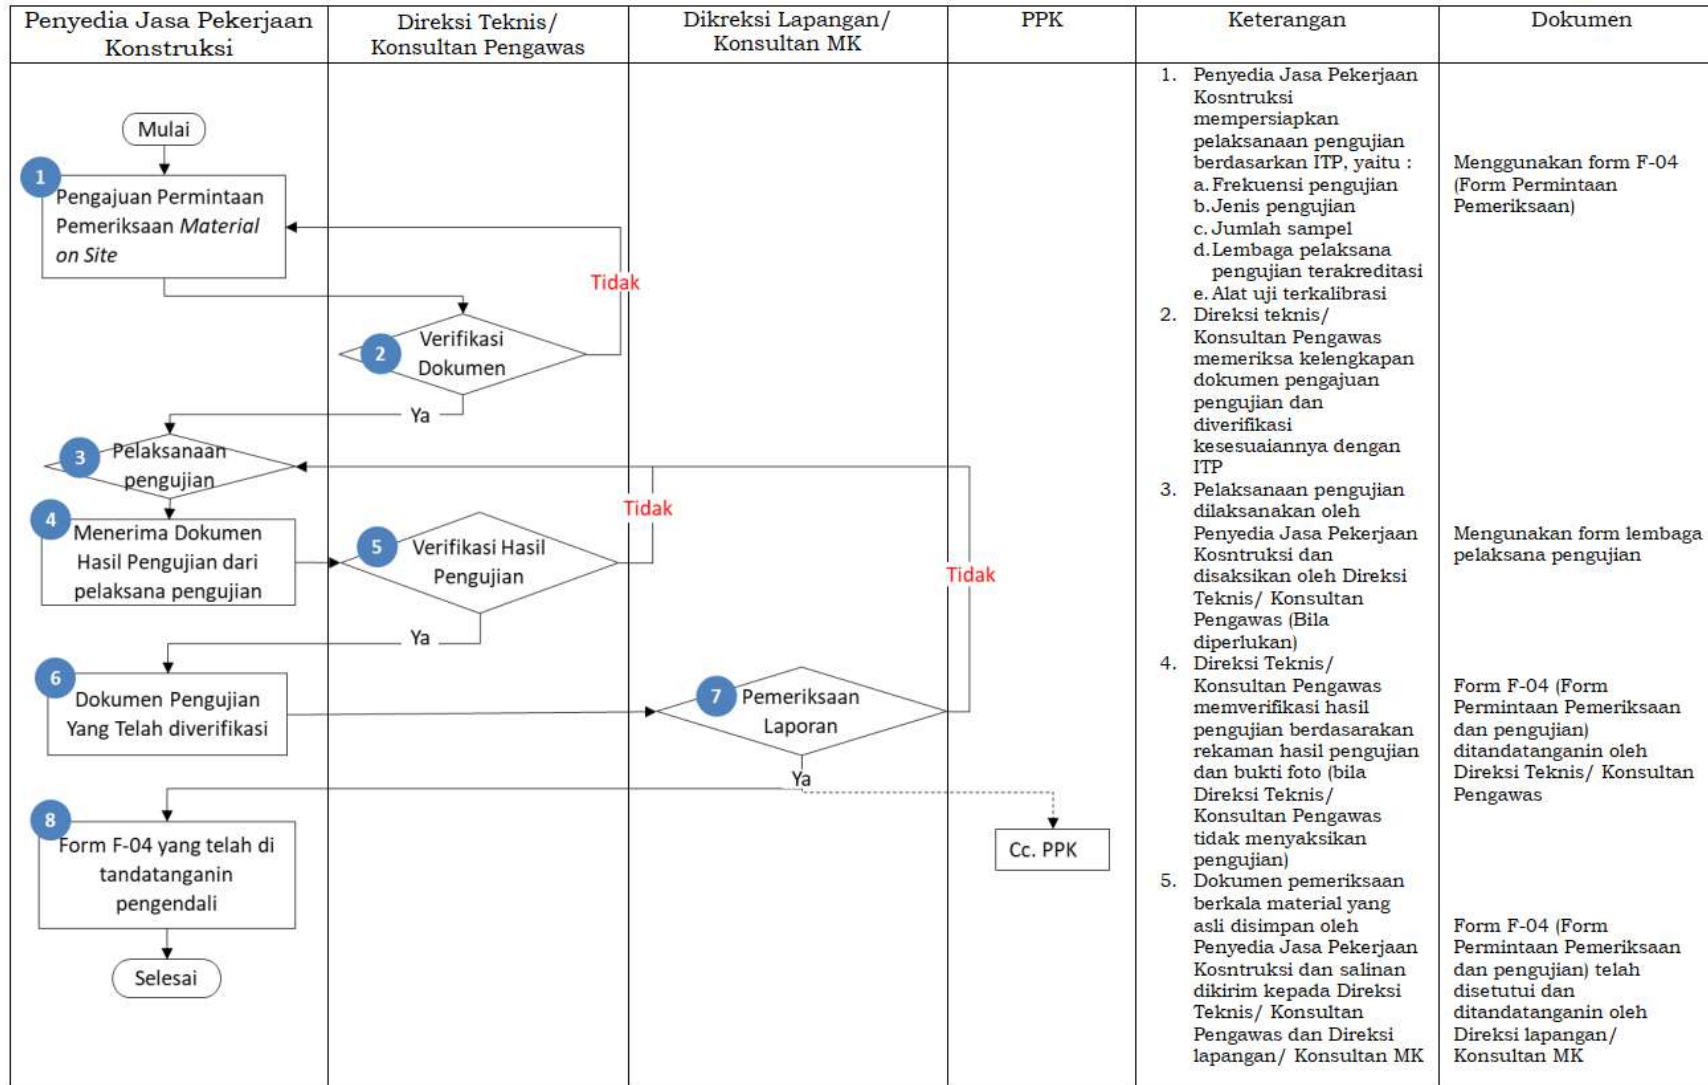 Penyedia Jasa Pekerjaan
Konstruksi
Direksi Teknis/
Konsultan Pengawas
Dikreksi Lapangan/
Konsultan MK
PPK
Keterangan
Dokumen
Mulai
1
Pengajuan Permintaan
Pemeriksaan Material
on Site
Tidak
2
Verifikasi
Dokumen
Ya
3
Pelaksanaan
pengujian
Tidak
4
Menerima Dokumen
Hasil Pengujian dari
pelaksana pengujian
5
Verifikasi Hasil
Pengujian
Tidak
Ya
6
Dokumen Pengujian
Yang Telah diverifikasi
7
Pemeriksaan
Laporan
Ya
8
Form F-04 yang telah di
tandatanganin
pengendali
Cc. PPK
Selesai
1. Penyedia Jasa Pekerjaan
Kosntruksi
mempersiapkan
pelaksanaan pengujian
berdasarkan ITP, yaitu :
a. Frekuensi pengujian
b. Jenis pengujian
c. Jumlah sampel
d. Lembaga pelaksana
pengujian terakreditasi
e. Alat uji terkalibrasi
2. Direksi teknis/
Konsultan Pengawas
memeriksa kelengkapan
dokumen pengajuan
pengujian dan
diverifikasi
kesesuaiannya dengan
ITP
3. Pelaksanaan pengujian
dilaksanakan oleh
Penyedia Jasa Pekerjaan
Kosntruksi dan
disaksikan oleh Direksi
Teknis/ Konsultan
Pengawas (Bila
diperlukan)
4. Direksi Teknis/
Konsultan Pengawas
memverifikasi hasil
pengujian berdasarakan
rekaman hasil pengujian
dan bukti foto (bila
Direksi Teknis/
Konsultan Pengawas
tidak menyaksikan
pengujian)
5. Dokumen pemeriksaan
berkala material yang
asli disimpan oleh
Penyedia Jasa Pekerjaan
Kosntruksi dan salinan
dikirim kepada Direksi
Teknis/ Konsultan
Pengawas dan Direksi
lapangan/ Konsultan MK
Menggunakan form F-04
(Form Permintaan
Pemeriksaan)
Mengunakan form lembaga
pelaksana pengujian
Form F-04 (Form
Permintaan Pemeriksaan
dan pengujian)
ditandatanganin oleh
Direksi Teknis/ Konsultan
Pengawas
Form F-04 (Form
Permintaan Pemeriksaan
dan pengujian) telah
disetutui dan
ditandatanganin oleh
Direksi lapangan/
Konsultan MK